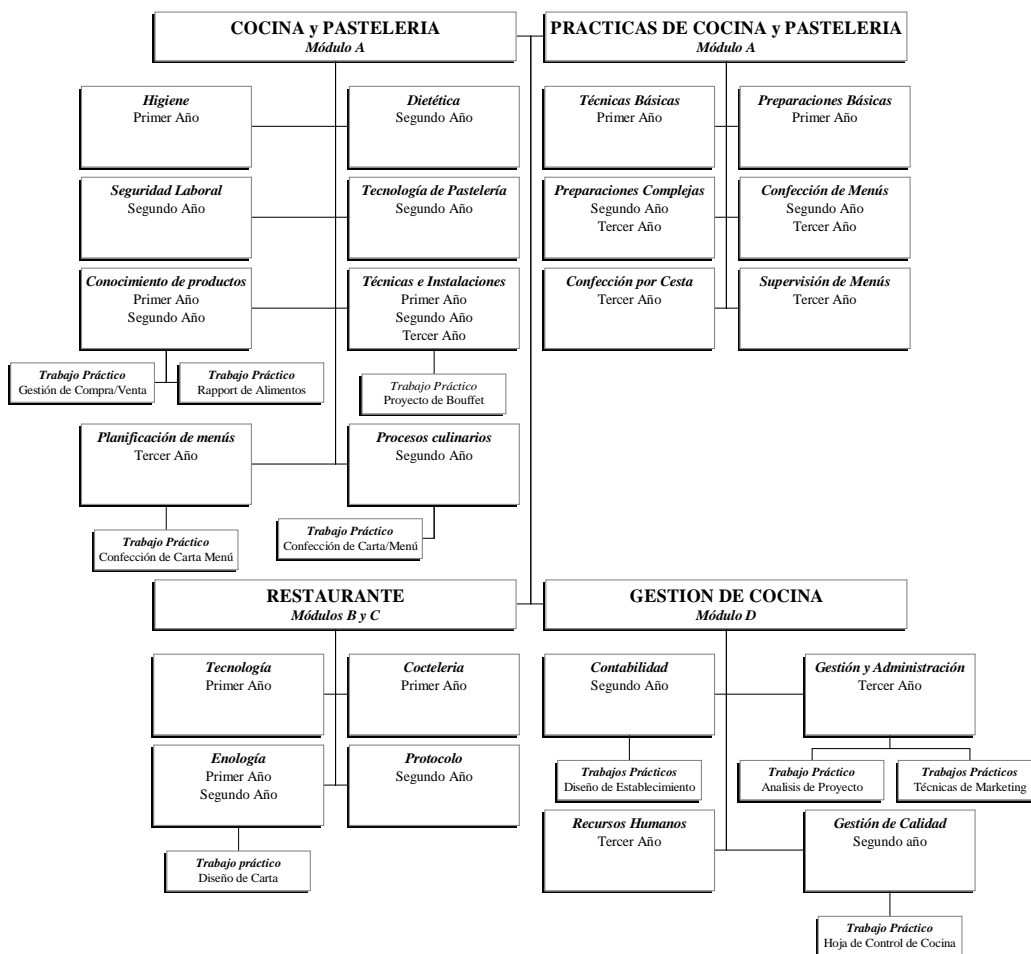 COCINA y PASTELERIA
Módulo A
PRACTICAS DE COCINA y PASTELERIA
Módulo A
Higiene
Primer Año
Dietética
Segundo Año
Técnicas Básicas
Primer Año
Preparaciones Básicas
Primer Año
Seguridad Laboral
Segundo Año
Tecnología de Pastelería
Segundo Año
Preparaciones Complejas
Segundo Año
Tercer Año
Confección de Menús
Segundo Año
Tercer Año
Conocimiento de productos
Primer Año
Segundo Año
Técnicas e Instalaciones
Primer Año
Segundo Año
Tercer Año
Confección por Cesta
Tercer Año
Supervisión de Menús
Tercer Año
Trabajo Práctico
Gestión de Compra/Venta
Trabajo Práctico
Rapport de Alimentos
Trabajo Práctico
Proyecto de Bouffet
Planificación de menús
Tercer Año
Procesos culinarios
Segundo Año
Trabajo Práctico
Confección de Carta Menú
Trabajo Práctico
Confección de Carta/Menú
RESTAURANTE
Módulos B y C
GESTION DE COCINA
Módulo D
Tecnología
Primer Año
Cocteleria
Primer Año
Contabilidad
Segundo Año
Gestión y Administración
Tercer Año
Enología
Primer Año
Segundo Año
Protocolo
Segundo Año
Trabajos Prácticos
Diseño de Establecimiento
Trabajo Práctico
Analisis de Proyecto
Trabajos Prácticos
Técnicas de Marketing
Recursos Humanos
Tercer Año
Gestión de Calidad
Segundo año
Trabajo práctico
Diseño de Carta
Trabajo Práctico
Hoja de Control de Cocina